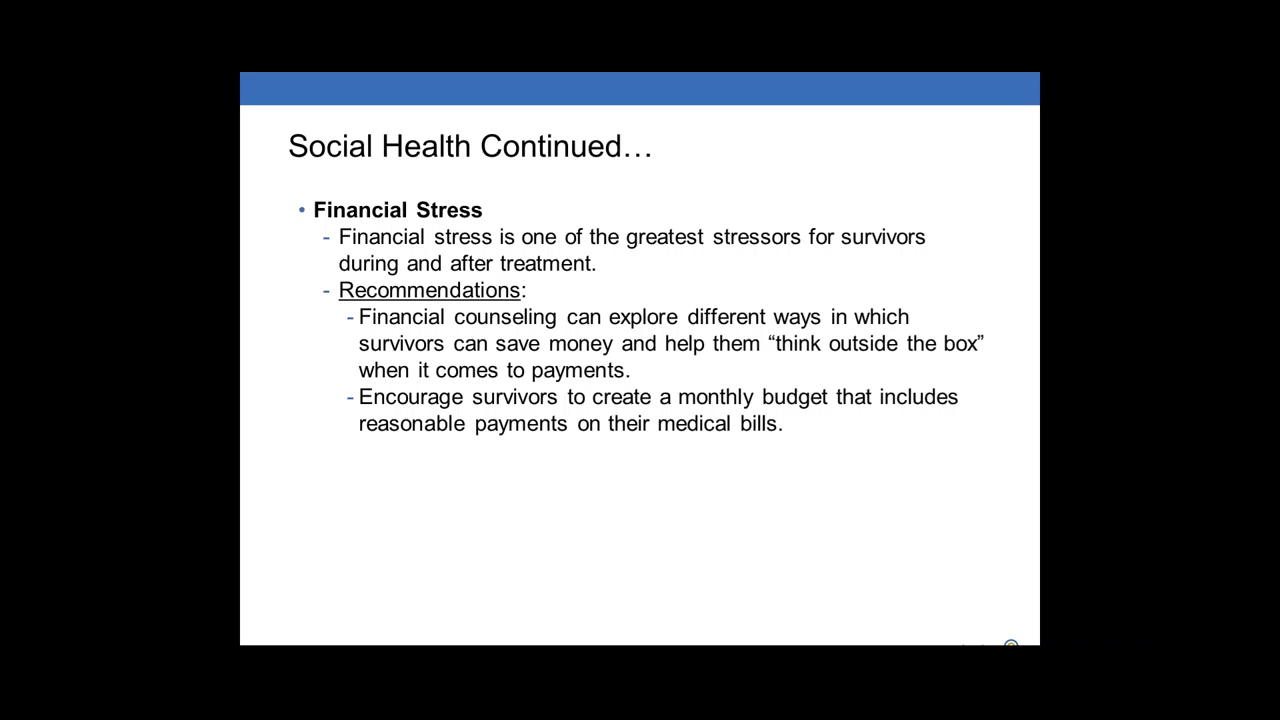 Social Health Continued…
• Financial Stress
- Financial stress is one of the greatest stressors for survivors
during and after treatment.
- Recommendations:
- Financial counseling can explore different ways in which
survivors can save money and help them “think outside the box”
when it comes to payments.
- Encourage survivors to create a monthly budget that includes
reasonable payments on their medical bills.